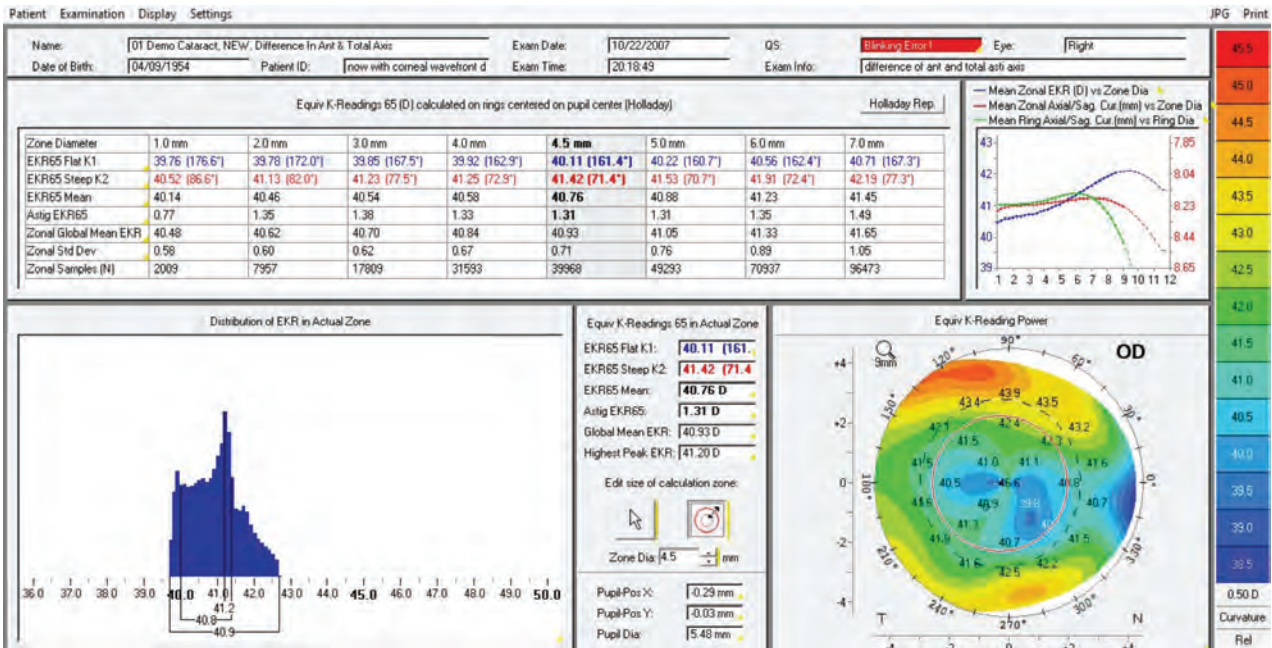 Patient Examination Display Settings JPG Print
Name: 01 Demo Cataract, NEW, Difference In Ant & Total Axis Exam Date: 10/22/2007 QS: Blinking Error! Eye: Right
Date of Birth: 04/09/1954 Patient ID: now with corneal wavefront d Exam Time: 20:18:49 Exam Info: difference of ant and total asti axis
Equiv K-Readings 65 (D) calculated on rings centered on pupil center (Holladay) Holladay Rep.
Zone Diameter 1.0 mm 2.0 mm 3.0 mm 4.0 mm 4.5 mm 5.0 mm 6.0 mm 7.0 mm
EKR65 Flat K1 39.76 (176.6°) 39.78 (172.0°) 39.85 (167.5°) 39.92 (162.9°) 40.11 (161.4°) 40.22 (160.7°) 40.56 (162.4°) 40.71 (167.3°)
EKR65 Steep K2 40.52 (86.6°) 41.13 (82.0°) 41.23 (77.5°) 41.25 (72.9°) 41.42 (71.4°) 41.53 (70.7°) 41.91 (72.4°) 42.19 (77.3°)
EKR65 Mean 40.14 40.46 40.54 40.58 40.76 40.88 41.23 41.45
Astig EKR65 0.77 1.35 1.38 1.33 1.31 1.31 1.35 1.49
Zonal Global Mean EKR 40.48 40.62 40.70 40.84 40.93 41.05 41.33 41.65
Zonal Std Dev 0.58 0.60 0.62 0.67 0.71 0.76 0.89 1.05
Zonal Samples (N) 2009 7957 17809 31593 39968 49293 70937 96473
Mean Zonal EKR (D) vs Zone Dia
Mean Zonal Axial/Sag. Cur.(mm) vs Zone Dia
Mean Ring Axial/Sag. Cur.(mm) vs Ring Dia
43 7.85
42 8.04
41 8.23
40 8.44
39 8.65
1 2 3 4 5 6 7 8 9 10 11 12
Distribution of EKR in Actual Zone
36.0 37.0 38.0 39.0 40.0 41.0 42.0 43.0 44.0 45.0 46.0 47.0 48.0 49.0 50.0
41.2
40.8
40.9
Equiv K-Readings 65 in Actual Zone
EKR65 Flat K1: 40.11 (161.
EKR65 Steep K2: 41.42 (71.4
EKR65 Mean: 40.76 D
Astig EKR65: 1.31 D
Global Mean EKR: 40.93 D
Highest Peak EKR: 41.20 D
Edit size of calculation zone:
Zone Dia: 4.5 mm
Pupil-Pos X: -0.29 mm
Pupil-Pos Y: -0.03 mm
Pupil Dia: 5.48 mm
Equiv K-Reading Power
9mm OD
90°
120° 60°
150° 30°
180° 0°
210° 330°
240° 300°
270°
+4
+2
0
-2
-4
T N
-4 -2 0 +2 +4
43.9
43.4 43.5
42.1 42.4 43.2
41.5 42.3
41.5 41.0 41.1 41.6
40.5 40.8
41.6 39.8 40.7
41.3
41.9 40.7 41.5
41.6 42.5 42.2
45.5
45.0
44.5
44.0
43.5
43.0
42.5
42.0
41.5
41.0
40.5
40.0
39.5
39.0
38.5
0.50 D
Curvature
Rel